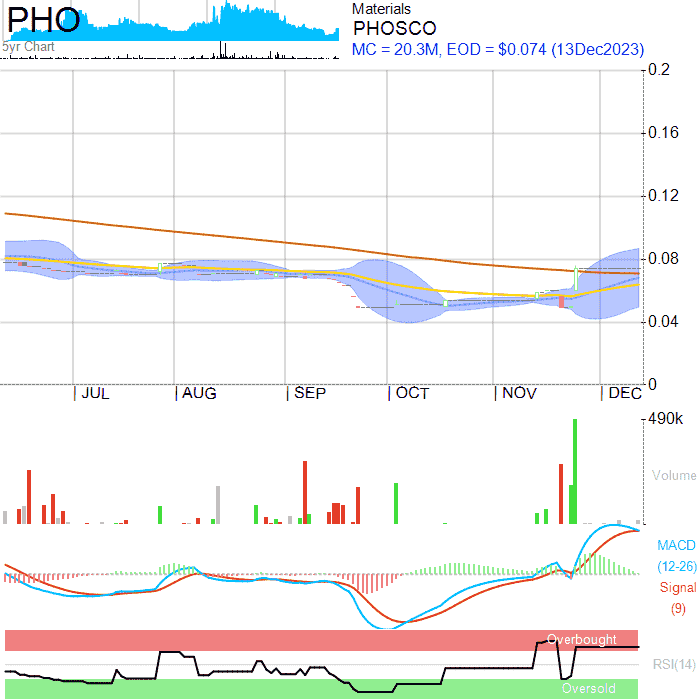 PHO
5yr Chart
Materials
PHOSCO
MC = 20.3M, EOD = $0.074 (13Dec2023)
0.2
0.16
0.12
0.08
0.04
0
JUL AUG SEP OCT NOV DEC
490k
Volume
MACD
(12-26)
Signal
(9)
Overbought
RSI(14)
Oversold